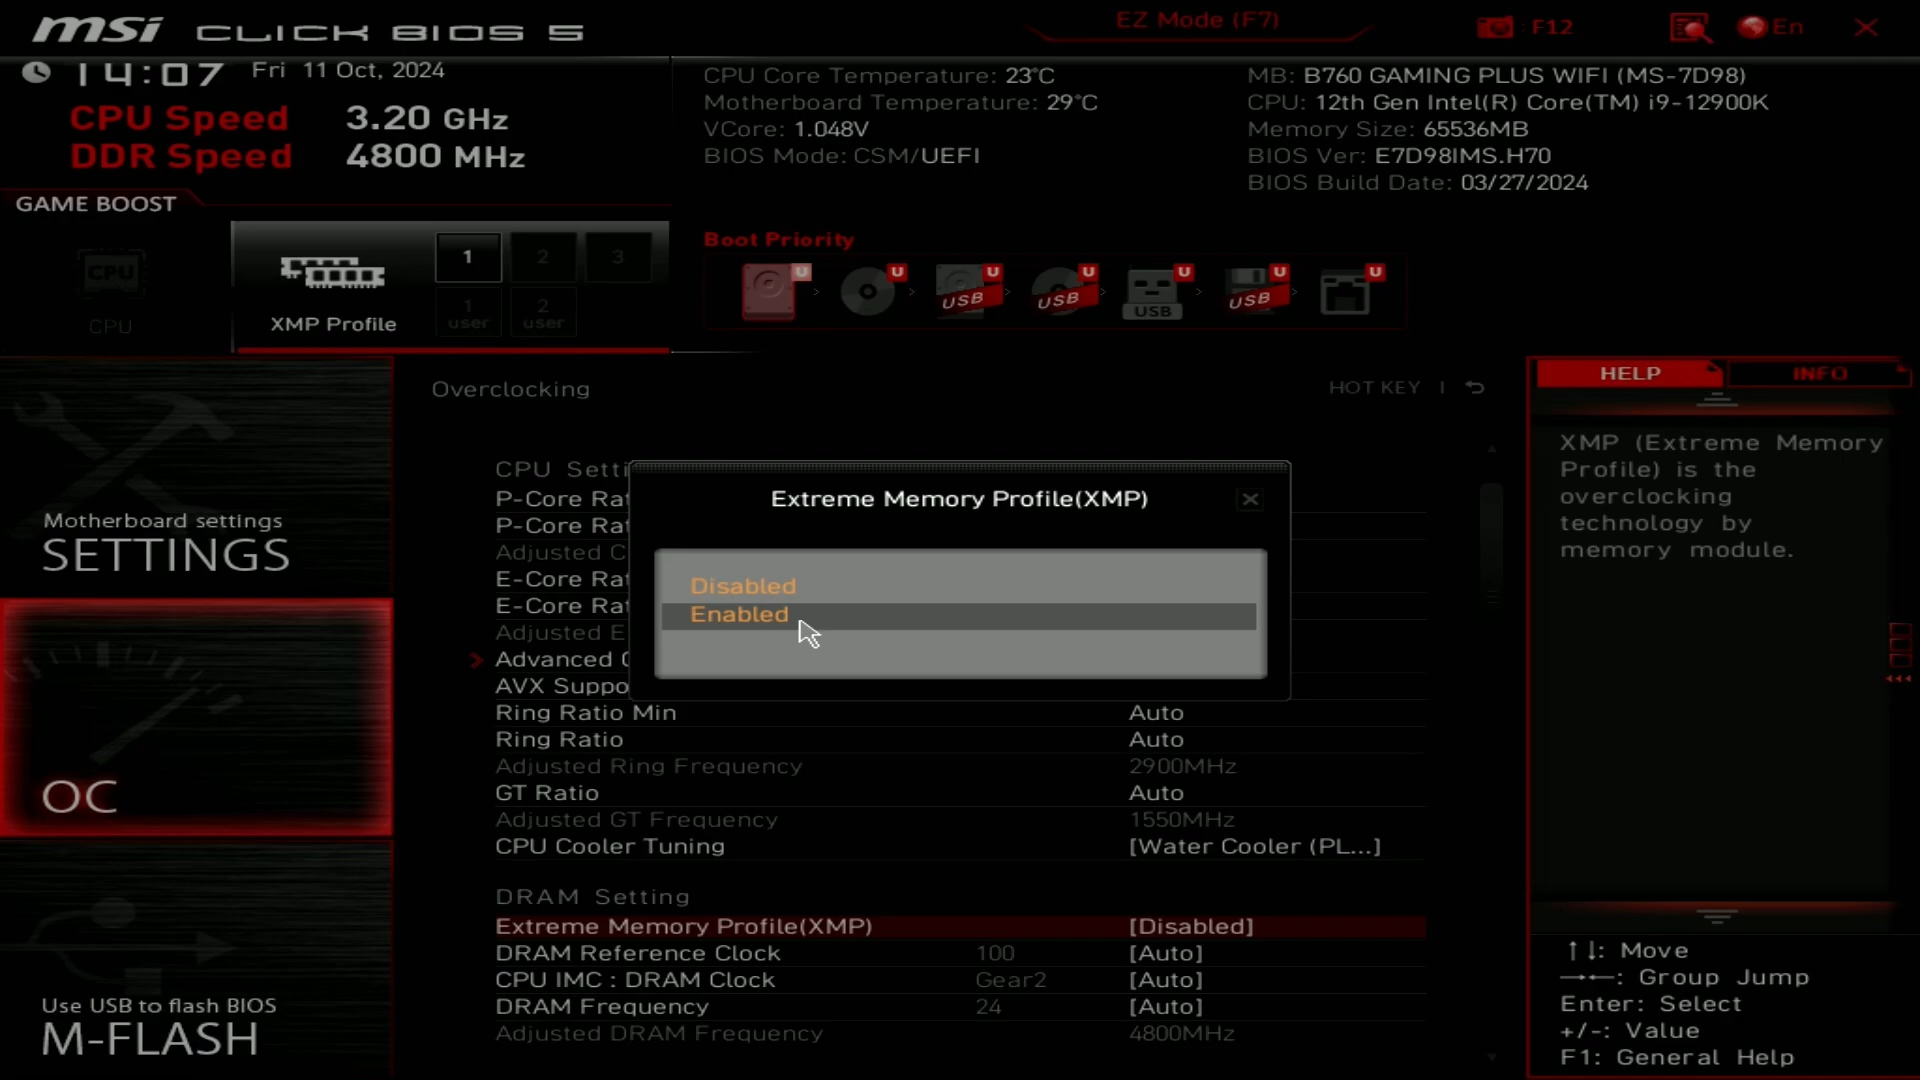 msi CLICK BIOS 5
EZ Mode (F7)
: F12
En
14:07 Fri 11 Oct, 2024
CPU Speed 3.20 GHz
DDR Speed 4800 MHz
CPU Core Temperature: 23°C
Motherboard Temperature: 29°C
VCore: 1.048V
BIOS Mode: CSM/UEFI
MB: B760 GAMING PLUS WIFI (MS-7D98)
CPU: 12th Gen Intel(R) Core(TM) i9-12900K
Memory Size: 65536MB
BIOS Ver: E7D98IMS.H70
BIOS Build Date: 03/27/2024
GAME BOOST
CPU
CPU
XMP Profile
1 2 3
1 user 2 user
Boot Priority
U U U U U U U
USB USB USB USB
Motherboard settings
SETTINGS
OC
Use USB to flash BIOS
M-FLASH
Overclocking
HOT KEY |
CPU Setti
P-Core Rat
P-Core Rat
Adjusted C
E-Core Rat
E-Core Rat
Adjusted E
Advanced C
AVX Suppo
Ring Ratio Min Auto
Ring Ratio Auto
Adjusted Ring Frequency 2900MHz
GT Ratio Auto
Adjusted GT Frequency 1550MHz
CPU Cooler Tuning [Water Cooler (PL...]
DRAM Setting
Extreme Memory Profile(XMP) [Disabled]
DRAM Reference Clock 100 [Auto]
CPU IMC : DRAM Clock Gear2 [Auto]
DRAM Frequency 24 [Auto]
Adjusted DRAM Frequency 4800MHz
Extreme Memory Profile(XMP)
Disabled
Enabled
HELP
INFO
XMP (Extreme Memory
Profile) is the
overclocking
technology by
memory module.
↑↓: Move
→←: Group Jump
Enter: Select
+/-: Value
F1: General Help